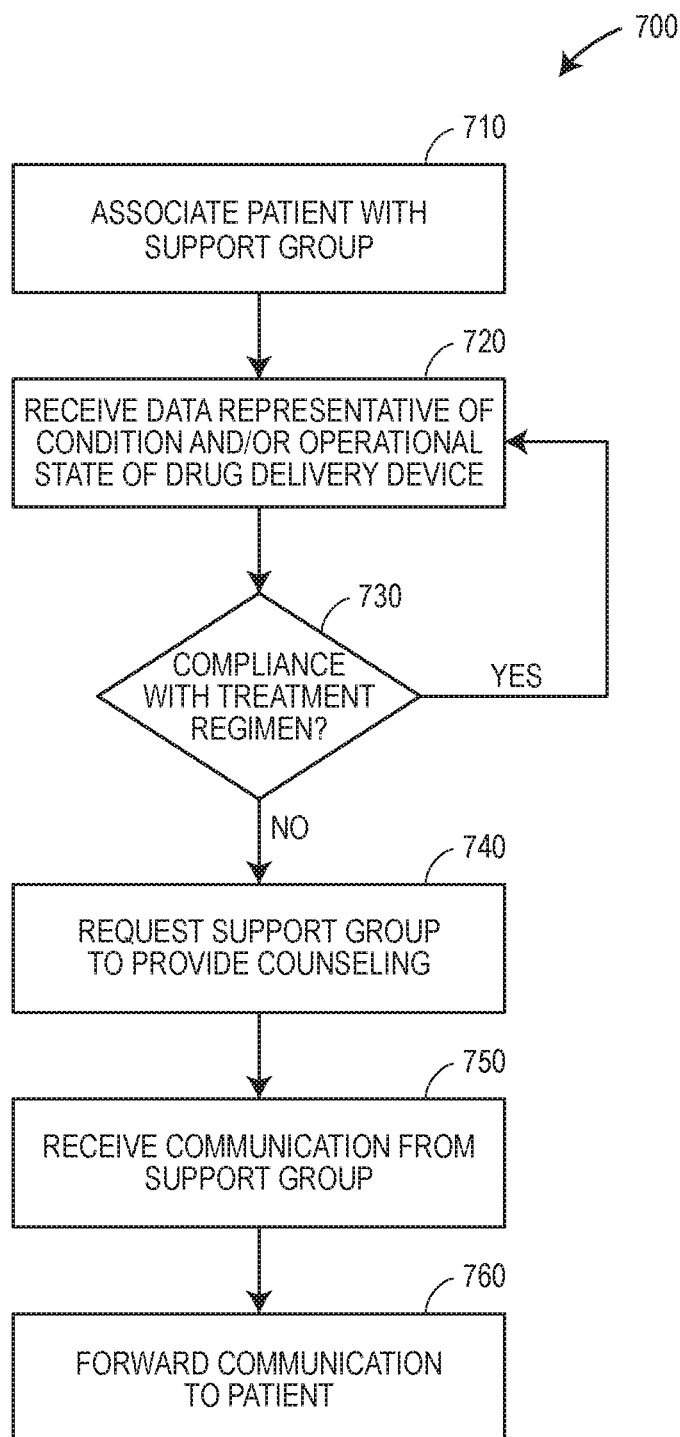 700
710
ASSOCIATE PATIENT WITH
SUPPORT GROUP
720
RECEIVE DATA REPRESENTATIVE OF
CONDITION AND/OR OPERATIONAL
STATE OF DRUG DELIVERY DEVICE
730
COMPLIANCE
WITH TREATMENT
REGIMEN?
YES
NO
740
REQUEST SUPPORT GROUP
TO PROVIDE COUNSELING
750
RECEIVE COMMUNICATION FROM
SUPPORT GROUP
760
FORWARD COMMUNICATION
TO PATIENT